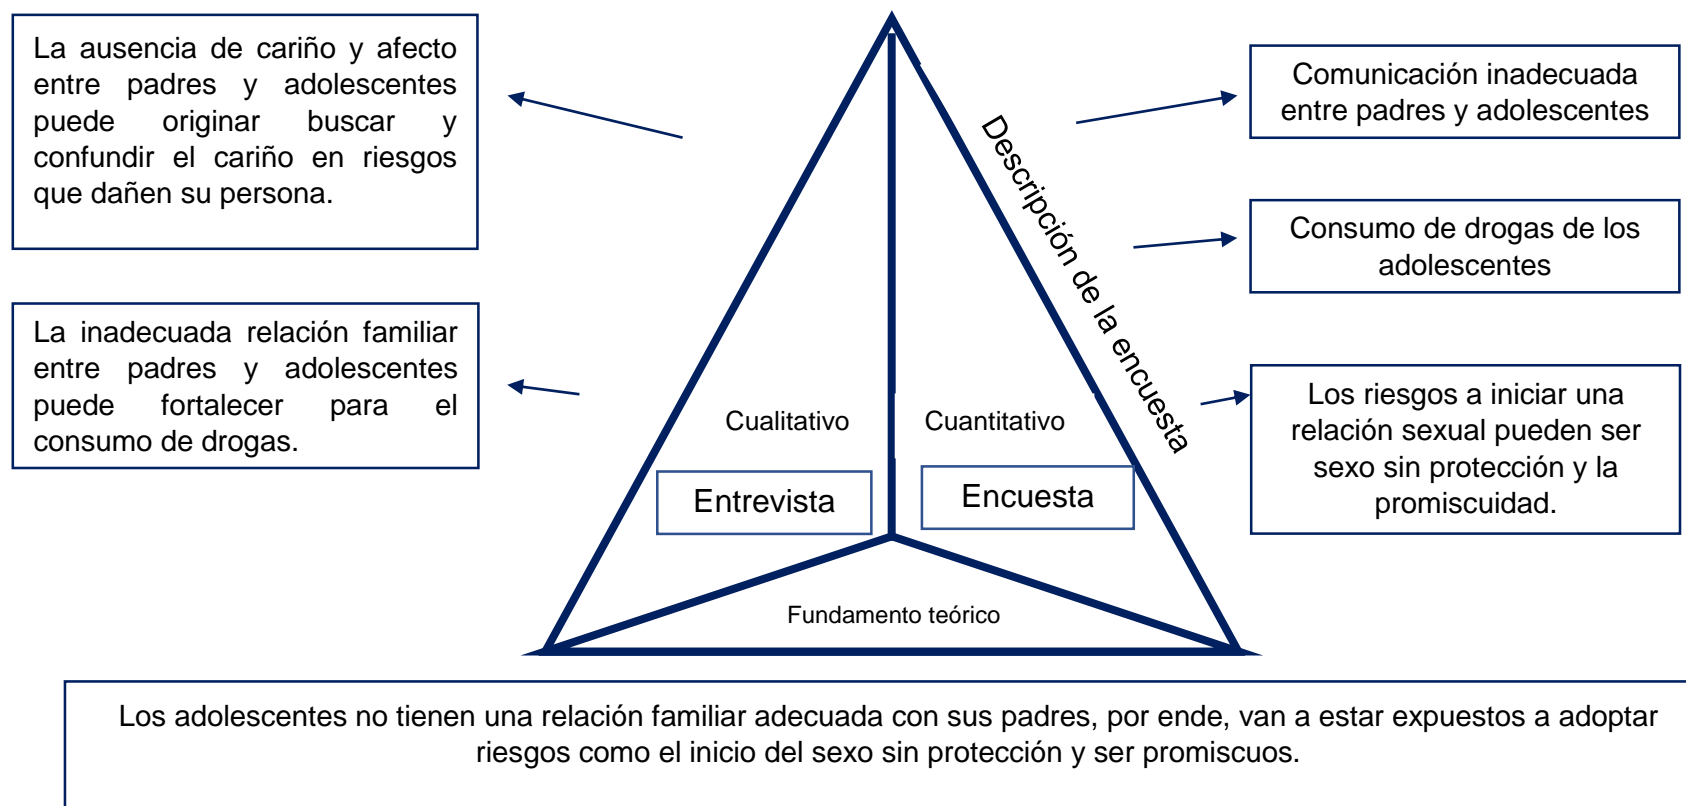 La ausencia de cariño y afecto
entre padres y adolescentes
puede originar buscar y
confundir el cariño en riesgos
que dañen su persona.
La inadecuada relación familiar
entre padres y adolescentes
puede fortalecer para el
consumo de drogas.
Cualitativo
Entrevista
Cuantitativo
Encuesta
Descripción de la encuesta
Fundamento teórico
Comunicación inadecuada
entre padres y adolescentes
Consumo de drogas de los
adolescentes
Los riesgos a iniciar una
relación sexual pueden ser
sexo sin protección y la
promiscuidad.
Los adolescentes no tienen una relación familiar adecuada con sus padres, por ende, van a estar expuestos a adoptar
riesgos como el inicio del sexo sin protección y ser promiscuos.